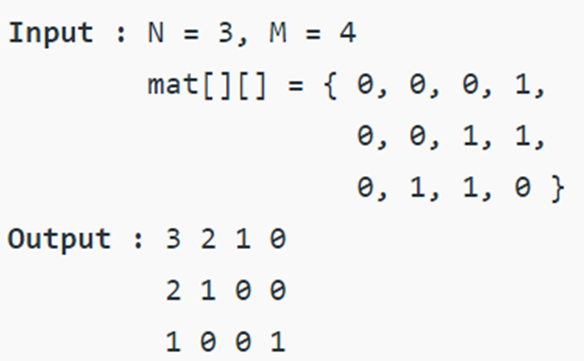 Input : N = 3, M = 4
mat[][] = { 0, 0, 0, 1,
0, 0, 1, 1,
0, 1, 1, 0 }
Output : 3 2 1 0
2 1 0 0
1 0 0 1